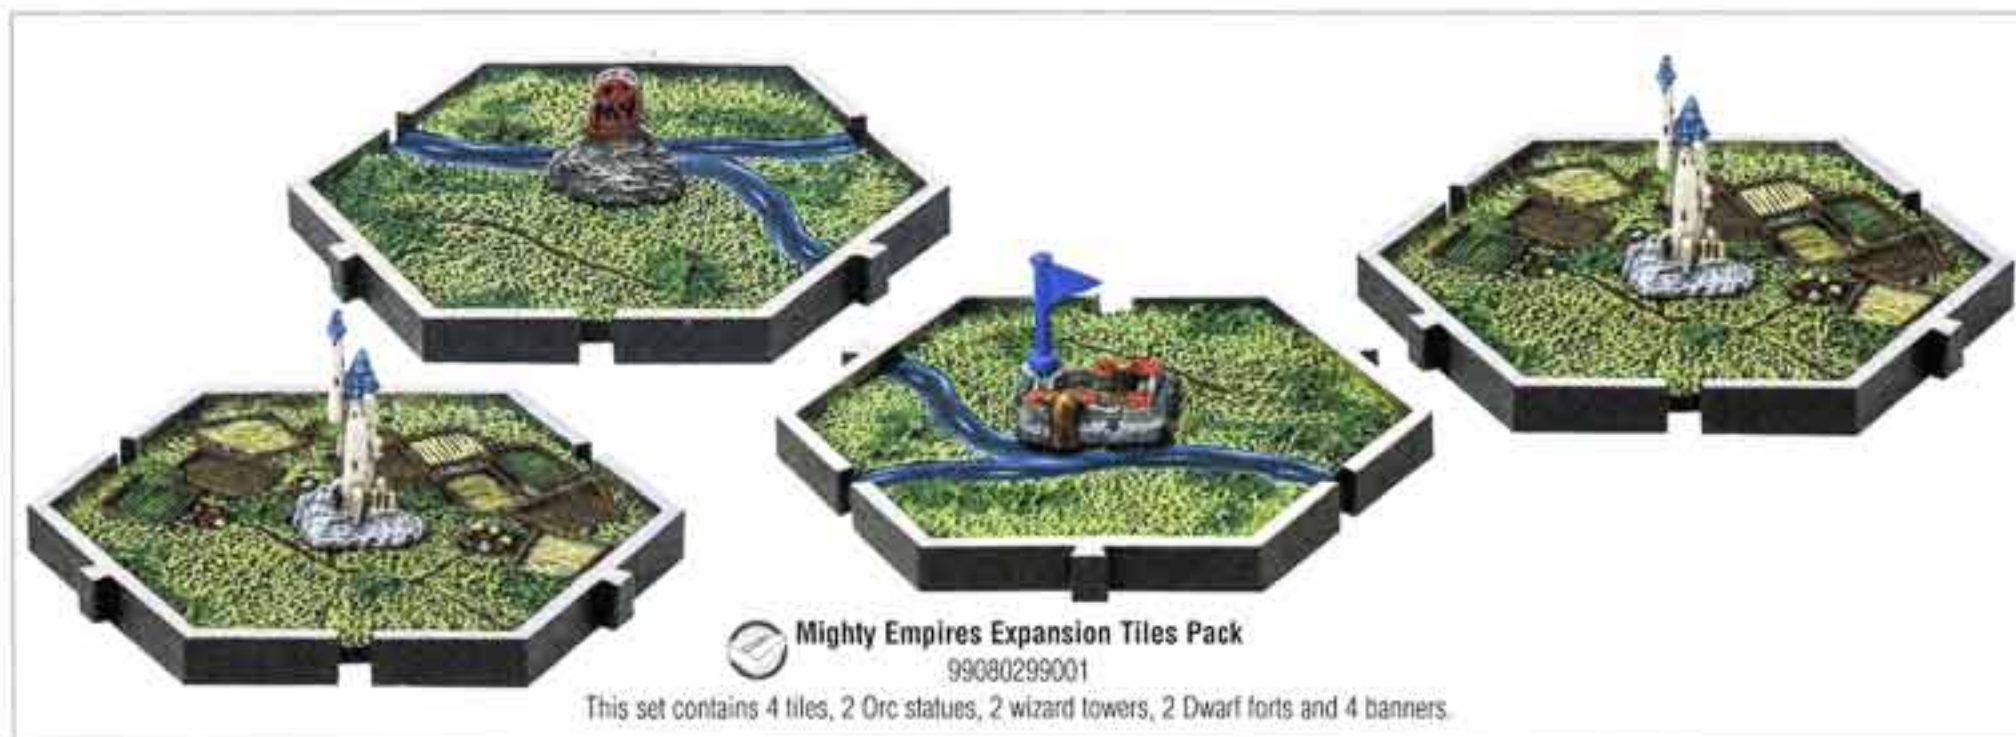 Mighty Empires Expansion Tiles Pack
99080299001
This set contains 4 tiles, 2 Orc statues, 2 wizard towers, 2 Dwarf forts and 4 banners.